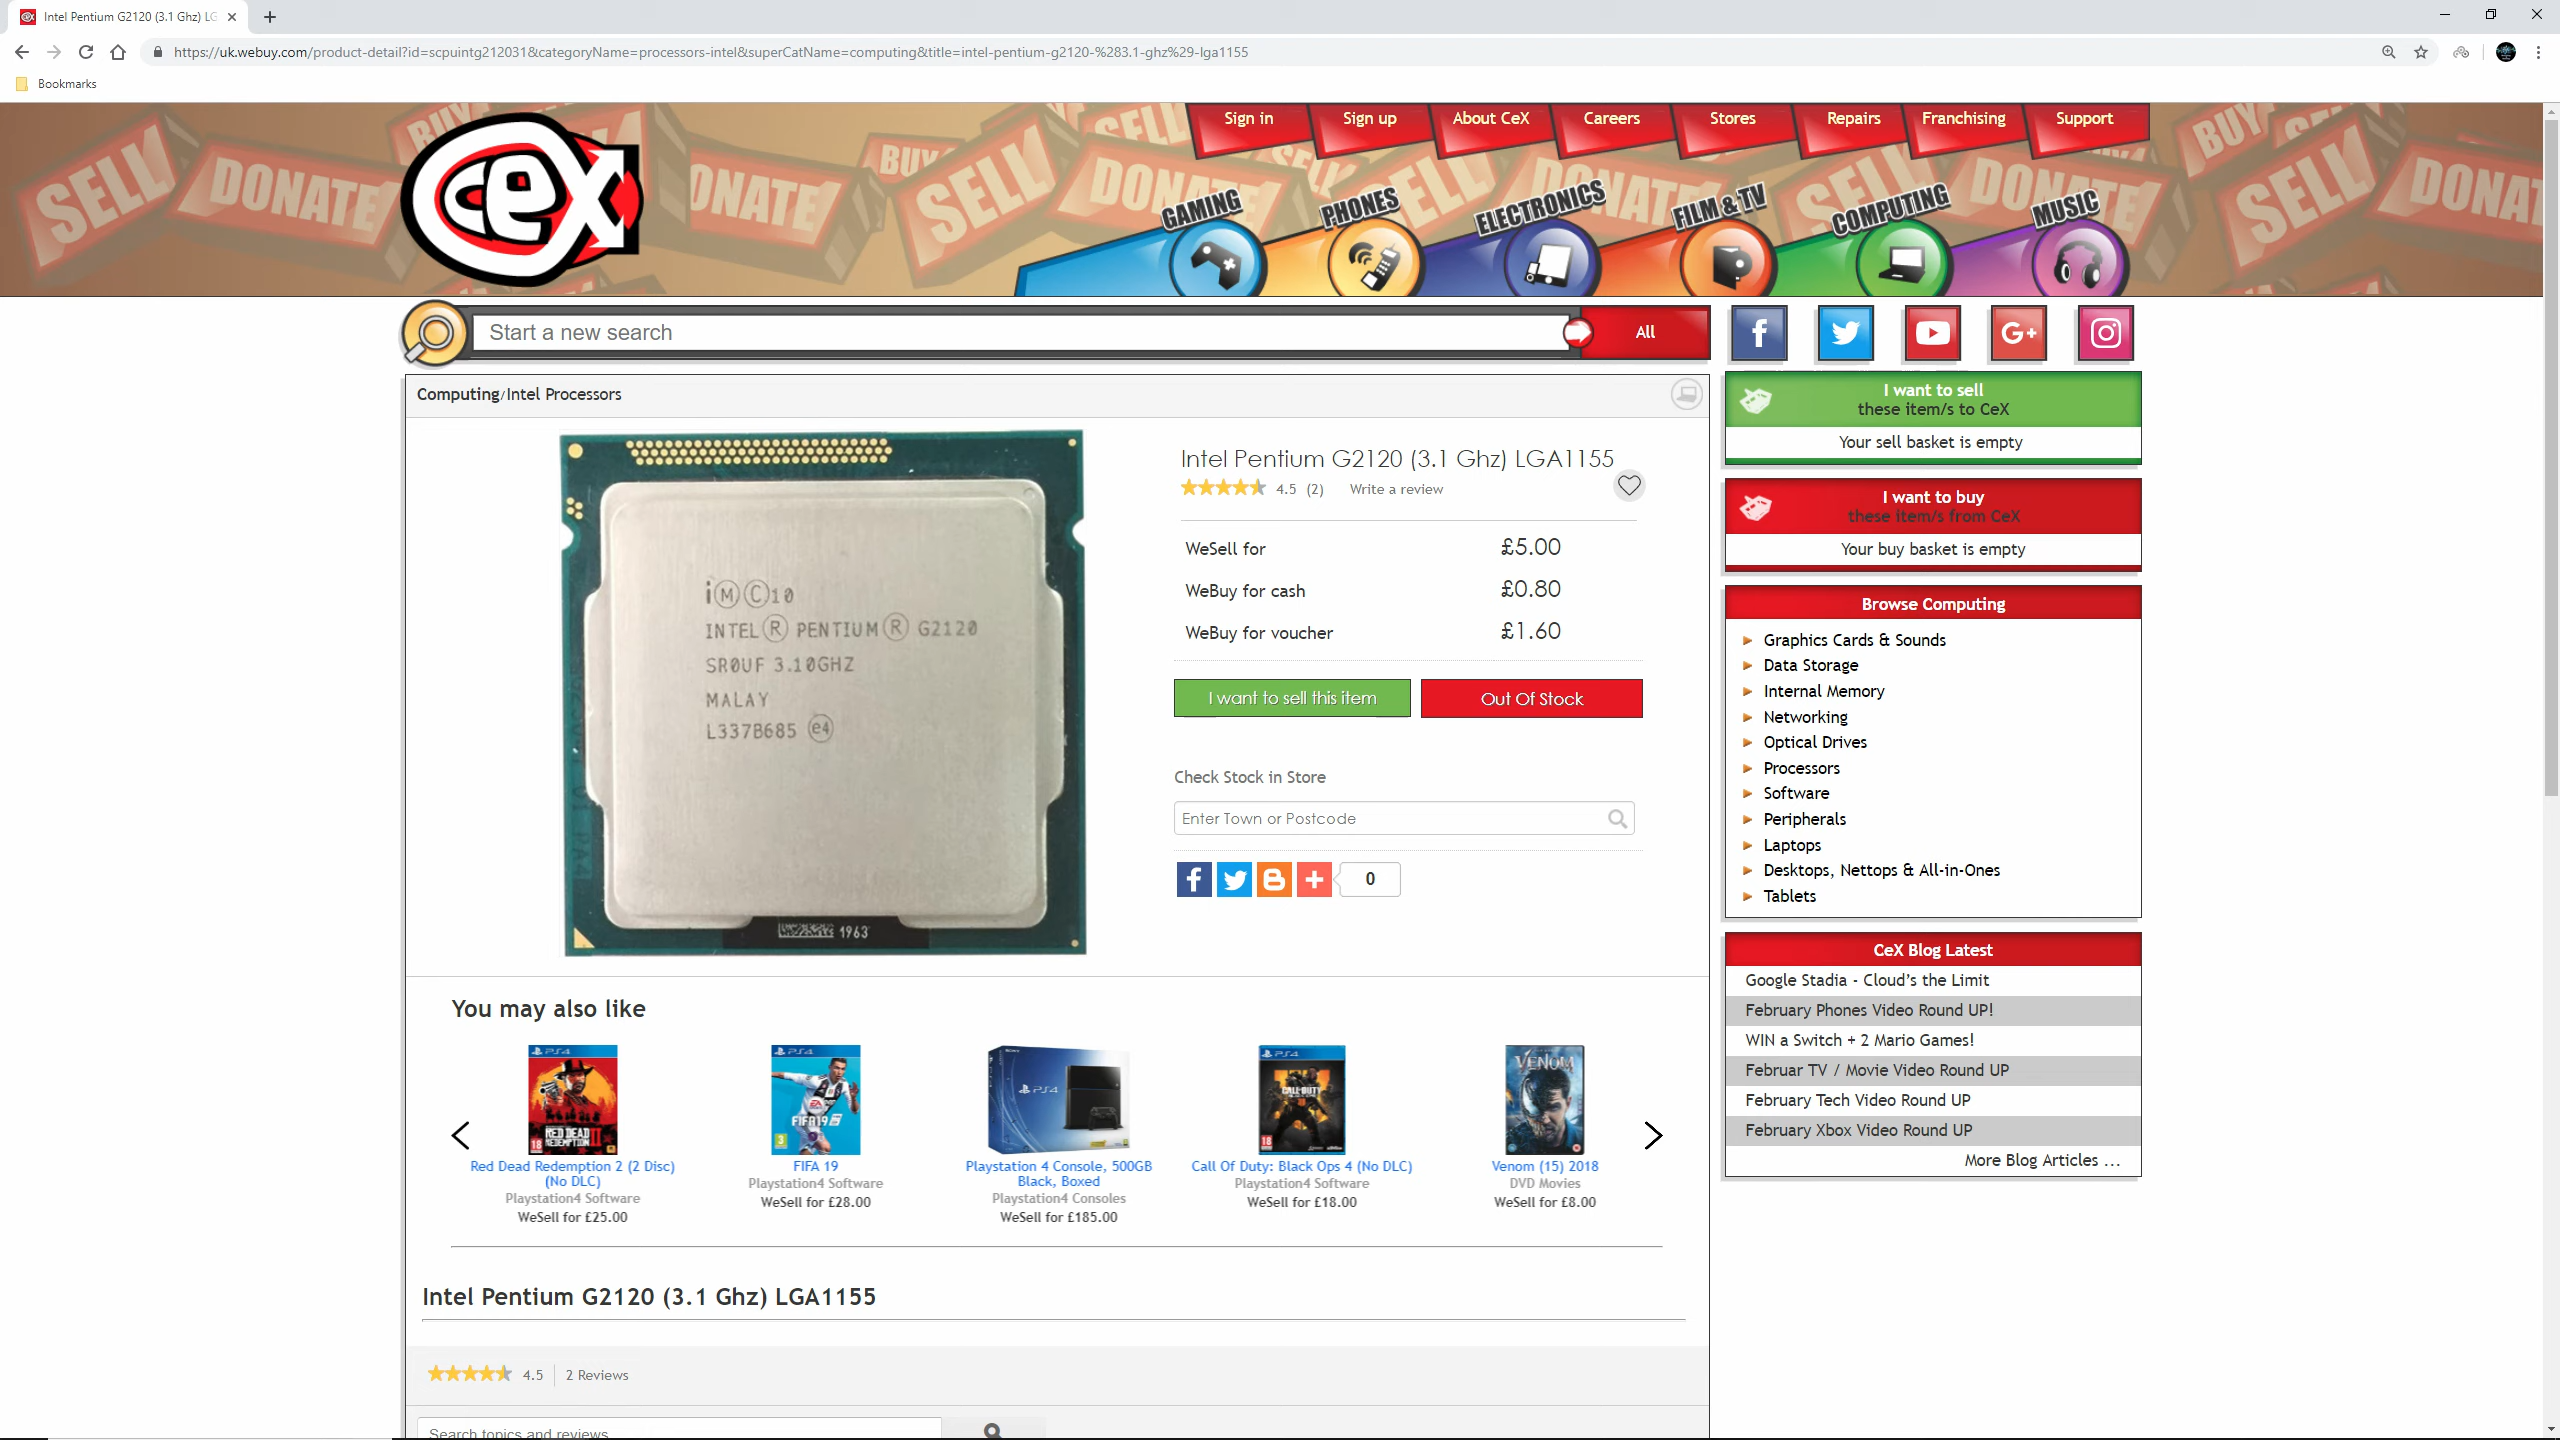 Intel Pentium G2120 (3.1 Ghz) LG
https://uk.webuy.com/product-detail?id=scpuintg212031&categoryName=processors-intel&superCatName=computing&title=intel-pentium-g2120-%283.1-ghz%29-lga1155
Bookmarks
Sign in
Sign up
About CeX
Careers
Stores
Repairs
Franchising
Support
SELL
DONATE
BUY
SELL
DONATE
BUY
SELL
DONATE
SELL
DONATE
SELL
DONATE
BUY
SELL
DONAT
cex
GAMING
PHONES
ELECTRONICS
FILM & TV
COMPUTING
MUSIC
Start a new search
All
Computing/Intel Processors
i Ⓜ Ⓒ10
INTEL® PENTIUM® G2120
SR0UF 3.10GHZ
MALAY
L337B685 e4
1963
Intel Pentium G2120 (3.1 Ghz) LGA1155
4.5 (2) Write a review
WeSell for £5.00
WeBuy for cash £0.80
WeBuy for voucher £1.60
I want to sell this item
Out Of Stock
Check Stock in Store
Enter Town or Postcode
0
I want to sell
these item/s to CeX
Your sell basket is empty
I want to buy
these item/s from CeX
Your buy basket is empty
Browse Computing
Graphics Cards & Sounds
Data Storage
Internal Memory
Networking
Optical Drives
Processors
Software
Peripherals
Laptops
Desktops, Nettops & All-in-Ones
Tablets
CeX Blog Latest
Google Stadia - Cloud’s the Limit
February Phones Video Round UP!
WIN a Switch + 2 Mario Games!
Februar TV / Movie Video Round UP
February Tech Video Round UP
February Xbox Video Round UP
More Blog Articles ...
You may also like
Red Dead Redemption 2 (2 Disc)
(No DLC)
Playstation4 Software
WeSell for £25.00
FIFA 19
Playstation4 Software
WeSell for £28.00
Playstation 4 Console, 500GB
Black, Boxed
Playstation4 Consoles
WeSell for £185.00
Call Of Duty: Black Ops 4 (No DLC)
Playstation4 Software
WeSell for £18.00
Venom (15) 2018
DVD Movies
WeSell for £8.00
Intel Pentium G2120 (3.1 Ghz) LGA1155
4.5
2 Reviews
Search topics and reviews